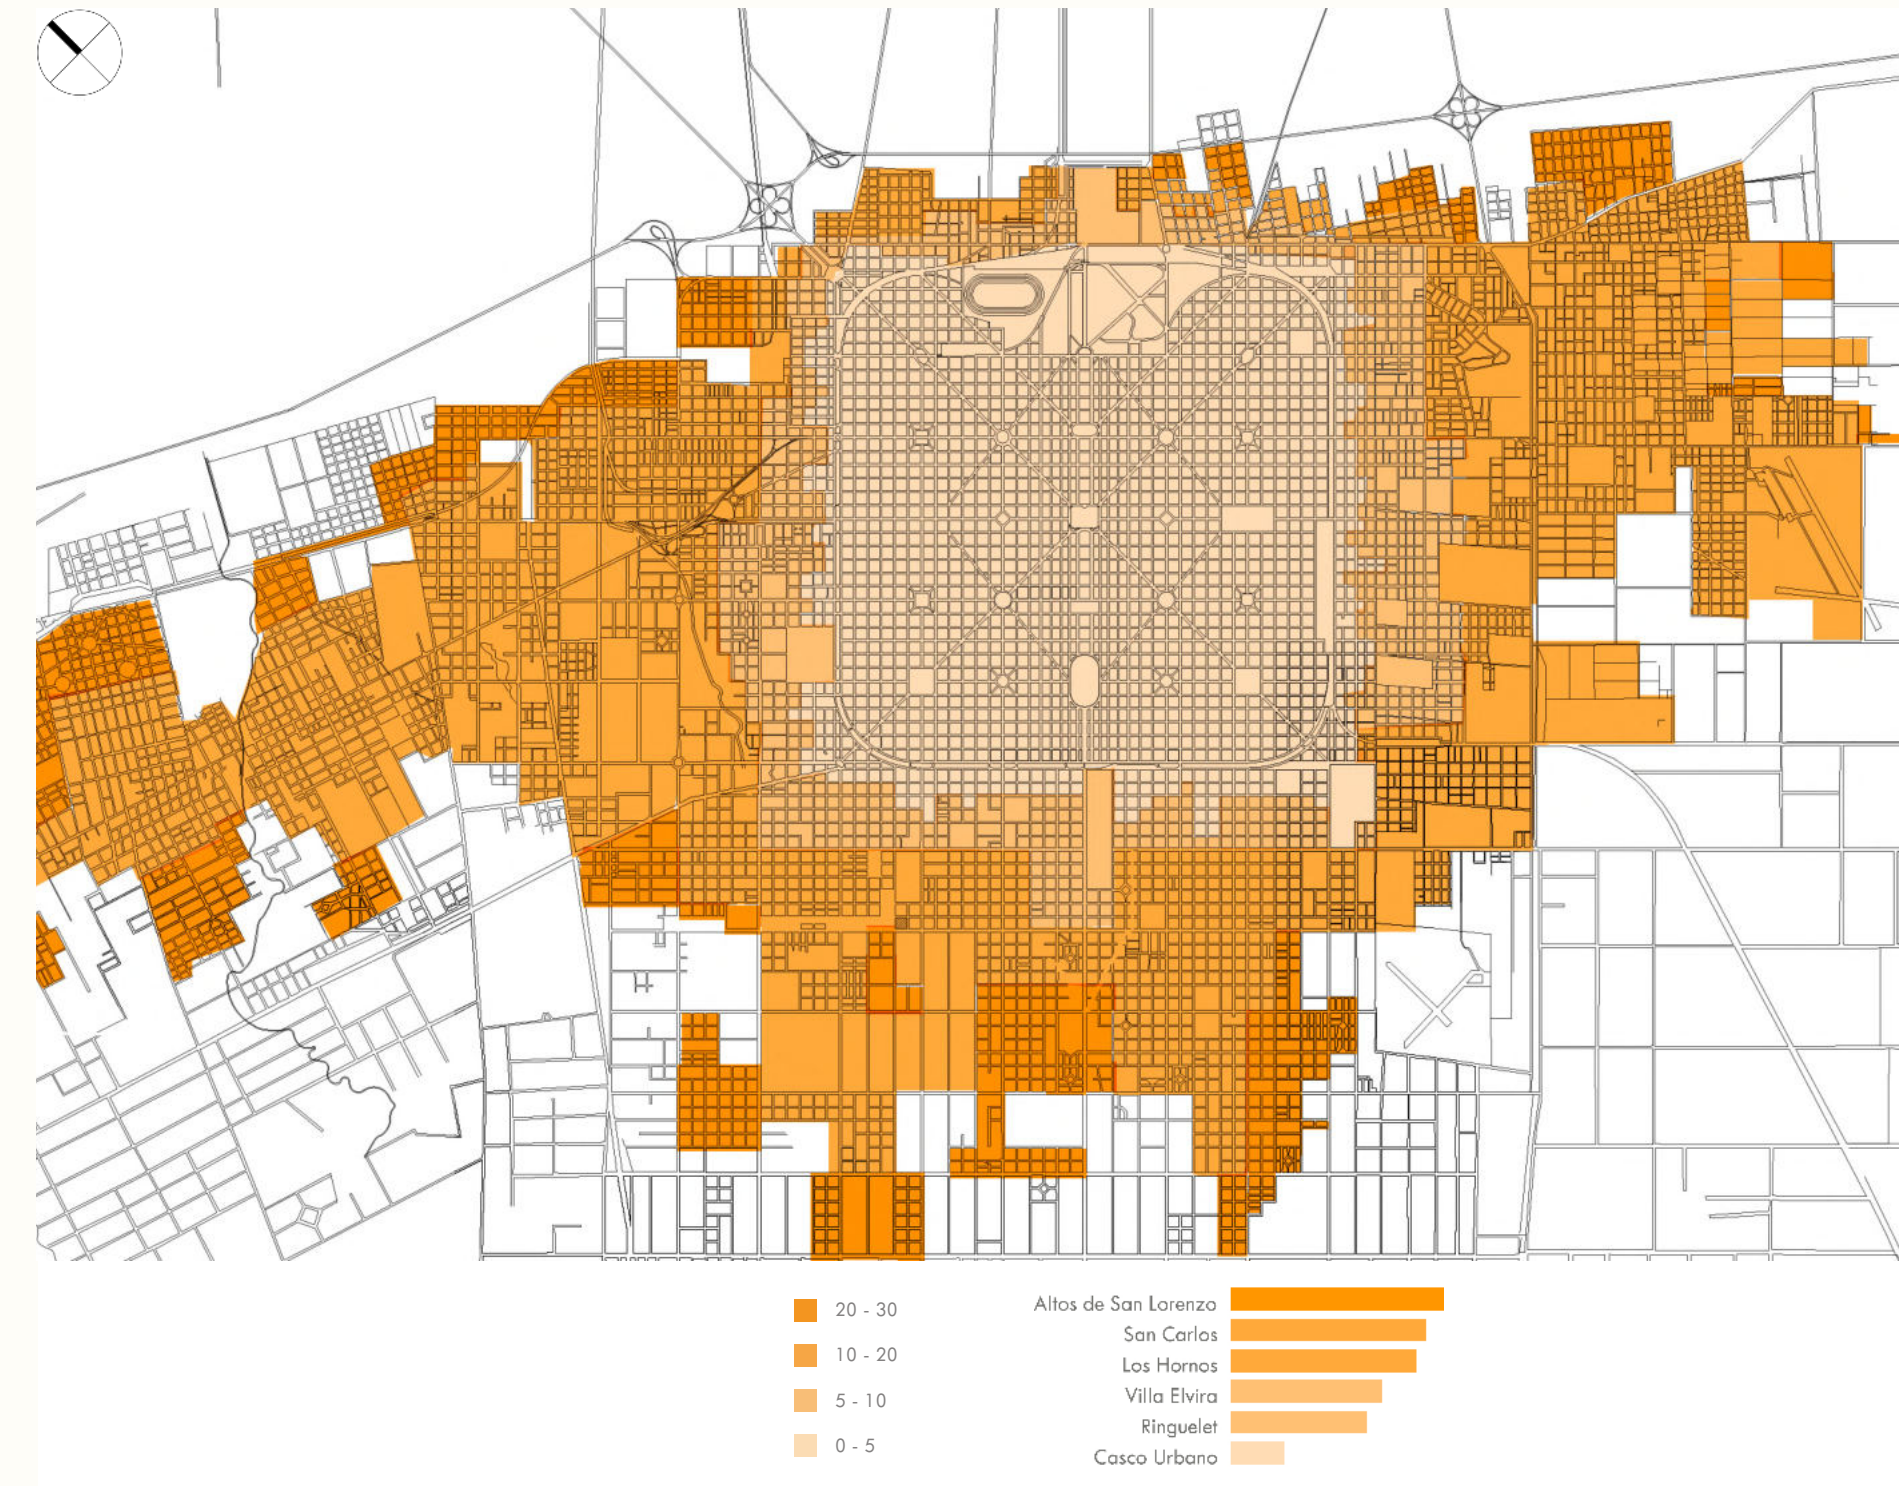 20 - 30
10 - 20
5 - 10
0 - 5
Altos de San Lorenzo
San Carlos
Los Hornos
Villa Elvira
Ringuelet
Casco Urbano